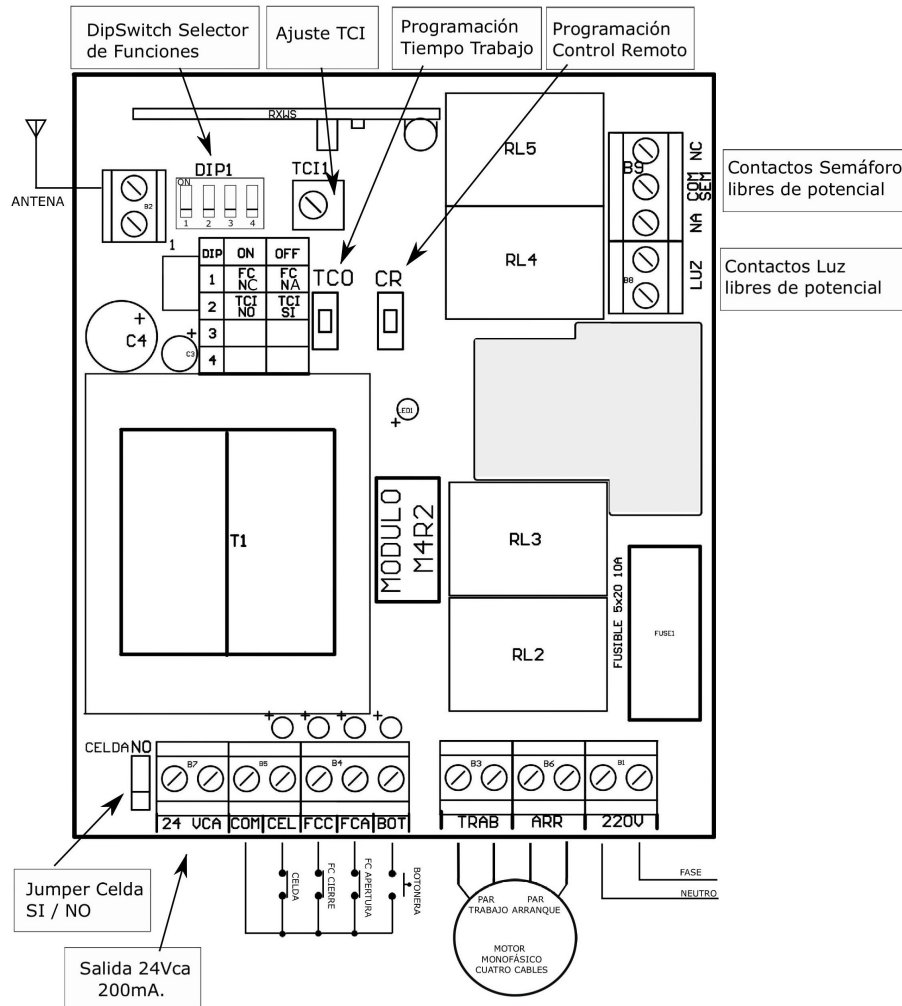 DipSwitch Selector
de Funciones
Ajuste TCI
Programación
Tiempo Trabajo
Programación
Control Remoto
RXWS
ANTENA
B2
DIP1
ON
1 2 3 4
TCI1
RL5
RL4
B9
NC
COM
SEM
NA
LUZ
B8
Contactos Semáforo
libres de potencial
Contactos Luz
libres de potencial
1
DIP ON OFF
1 FC NC FC NA
2 TCI NO TCI SI
3
4
TCO
CR
C4
+
C3
+
LED1
+
T1
MODULO
M4R2
RL3
RL2
FUSIBLE 5x20 10A
FUSE1
CELDA NO
+ + + +
B7 B5 B4 B3 B6 B1
24 VCA COM CEL FCC FCA BOT TRAB ARR 220V
Jumper Celda
SI / NO
Salida 24Vca
200mA.
CELDA
FC CIERRE
FC APERTURA
BOTONERA
PAR
TRABAJO
PAR
ARRANQUE
MOTOR
MONOFÁSICO
CUATRO CABLES
FASE
NEUTRO